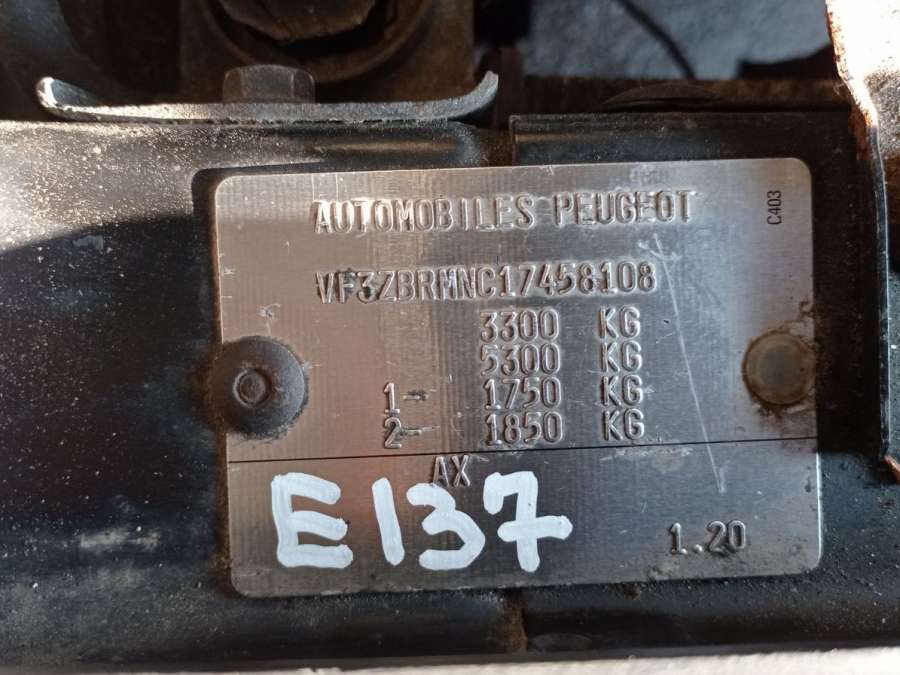 AUTOMOBILES PEUGEOT
C403
VF3ZBRMNC17458108
3300 KG
5300 KG
1- 1750 KG
2- 1850 KG
AX
E137
1.20